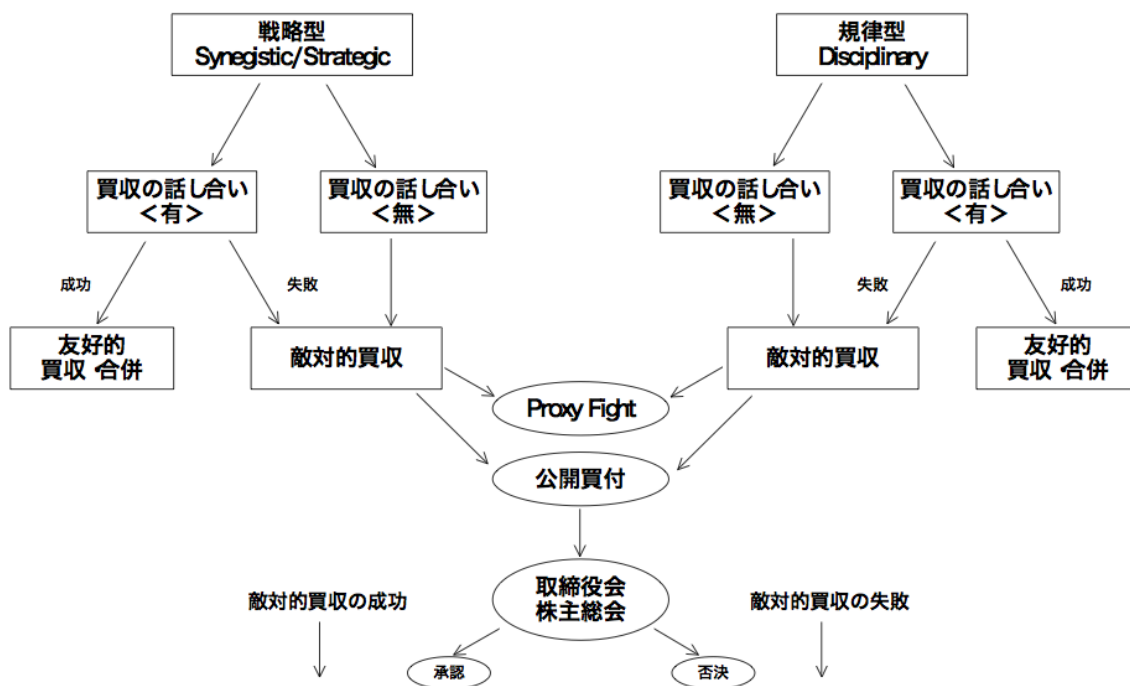 戦略型
Synegistic/Strategic
規律型
Disciplinary
買収の話し合い
<有>
買収の話し合い
<無>
買収の話し合い
<無>
買収の話し合い
<有>
成功
失敗
失敗
成功
友好的
買収・合併
敵対的買収
敵対的買収
友好的
買収・合併
Proxy Fight
公開買付
取締役会
株主総会
敵対的買収の成功
敵対的買収の失敗
承認
否決